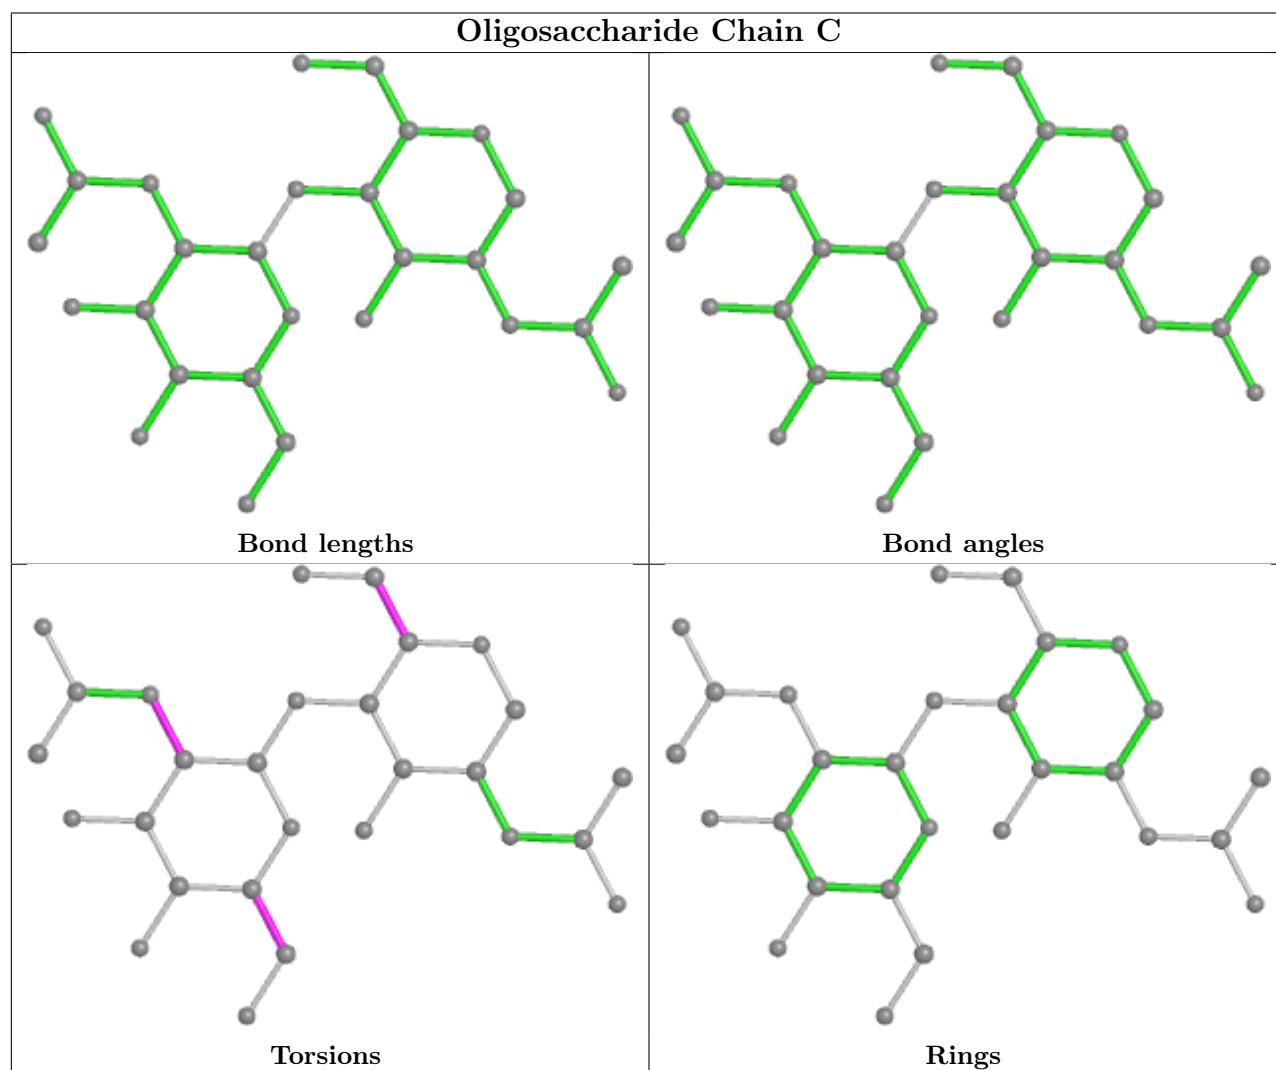 Oligosaccharide Chain C
Bond lengths
Bond angles
Torsions
Rings